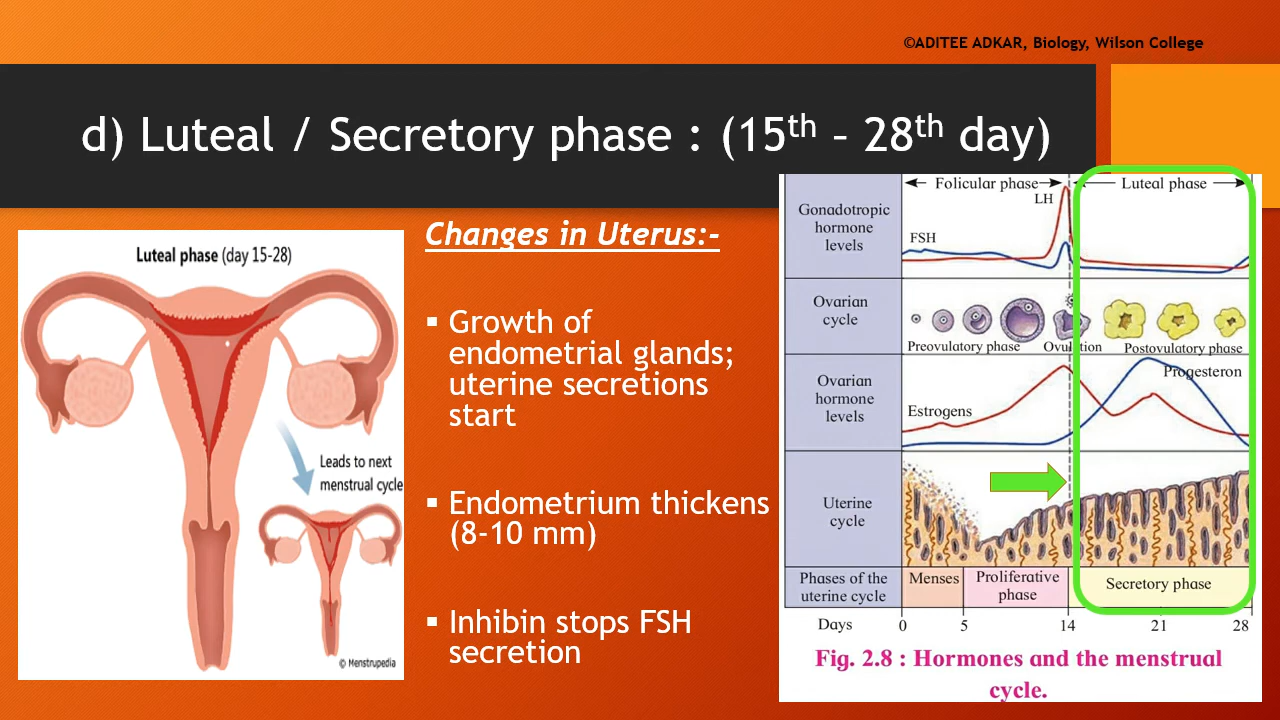 ©ADITEE ADKAR, Biology, Wilson College
d) Luteal / Secretory phase : (15th – 28th day)
Luteal phase (day 15-28)
Leads to next
menstrual cycle
© Menstrupedia
Changes in Uterus:-
▪ Growth of
endometrial glands;
uterine secretions
start
▪ Endometrium thickens
(8-10 mm)
▪ Inhibin stops FSH
secretion
Gonadotropic
hormone
levels
Folicular phase
Luteal phase
LH
FSH
Ovarian
cycle
Preovulatory phase
Ovulation
Postovulatory phase
Ovarian
hormone
levels
Progesteron
Estrogens
Uterine
cycle
Phases of the
uterine cycle
Menses
Proliferative
phase
Secretory phase
Days 0 5 14 21 28
Fig. 2.8 : Hormones and the menstrual
cycle.